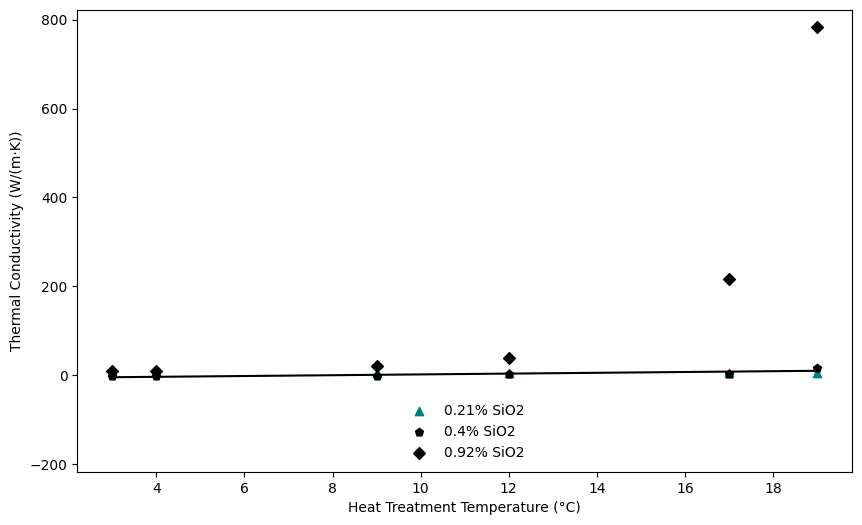 800
600
400
200
0
−200
Thermal Conductivity (W/(m·K))
0.21% SiO2
0.4% SiO2
0.92% SiO2
4 6 8 10 12 14 16 18
Heat Treatment Temperature (°C)